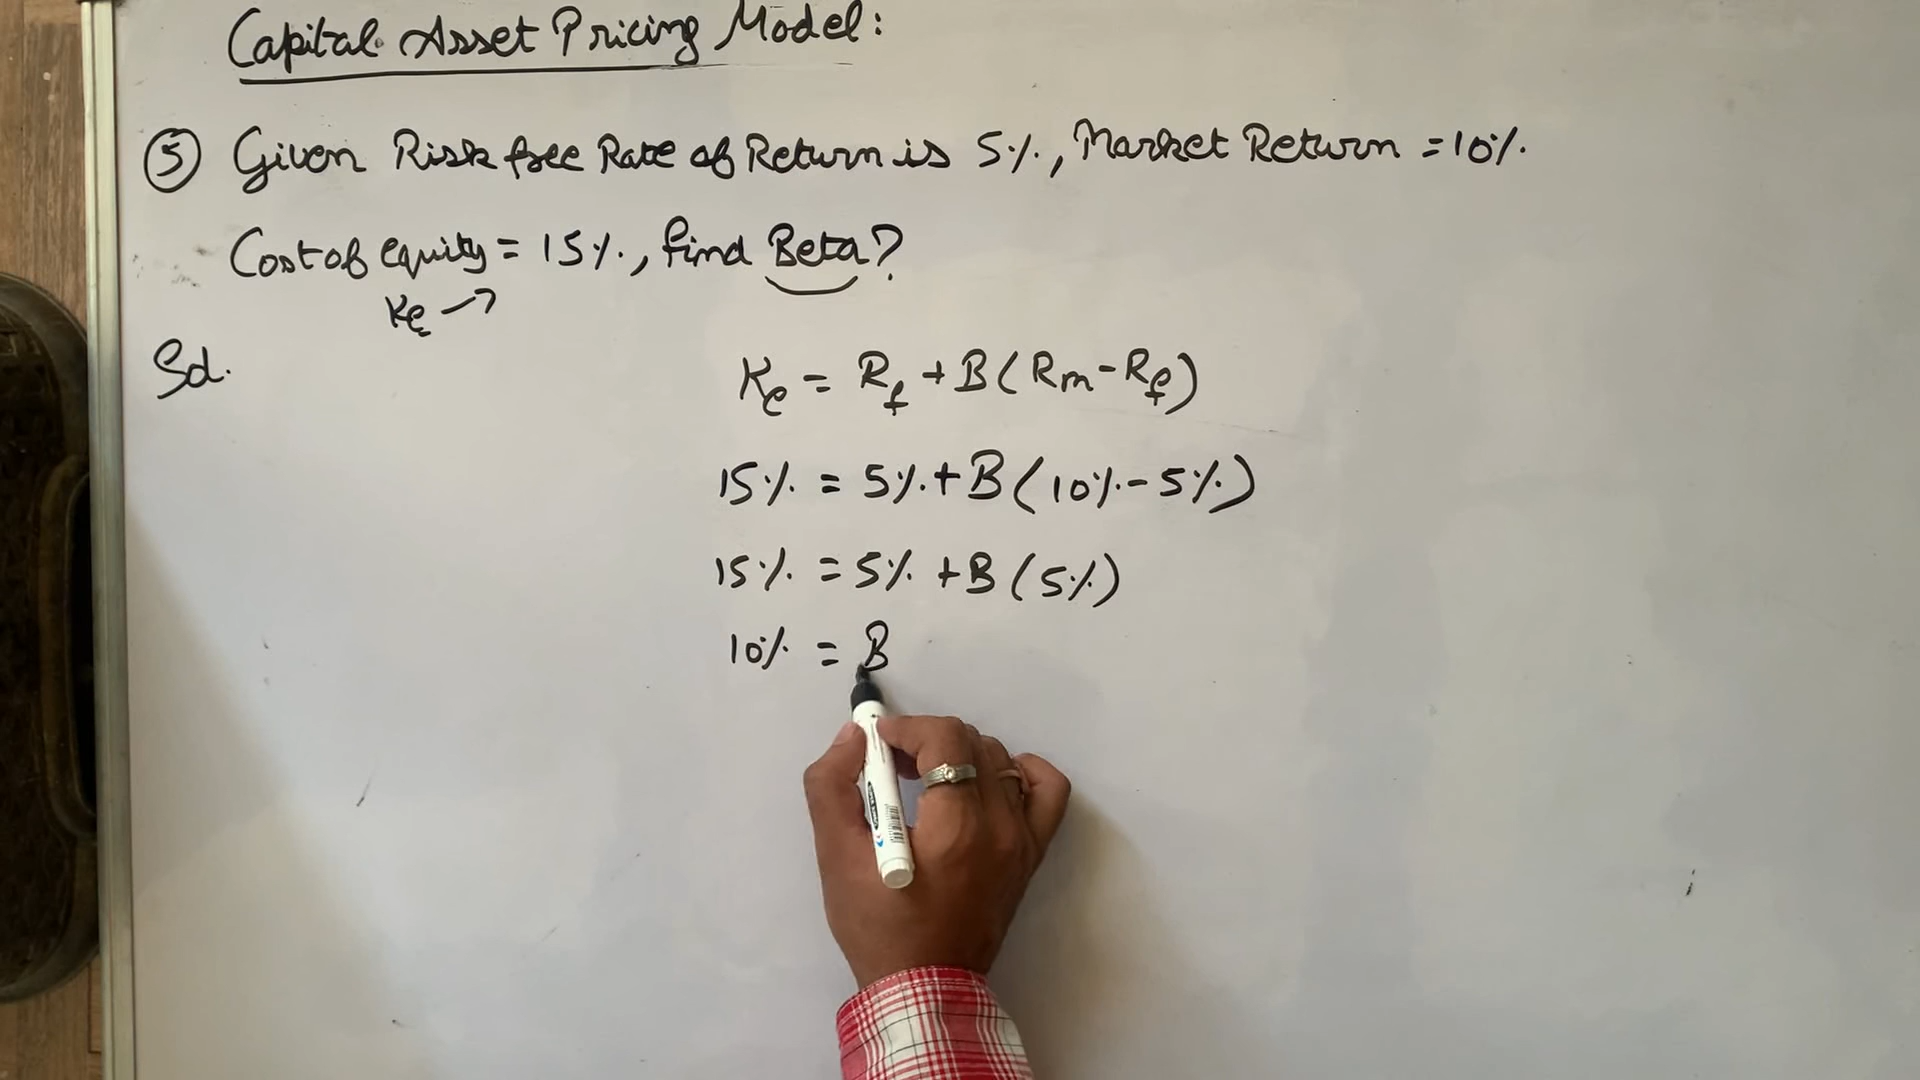 Capital Asset Pricing Model:
⑤ Given Risk free Rate of Return is 5%, Market Return = 10%.
Cost of equity = 15%, find Beta?
Ke →
Sol.
Ke = Rf + B(Rm-Rf)
15% = 5% + B(10% - 5%)
15% = 5% + B(5%)
10% = B